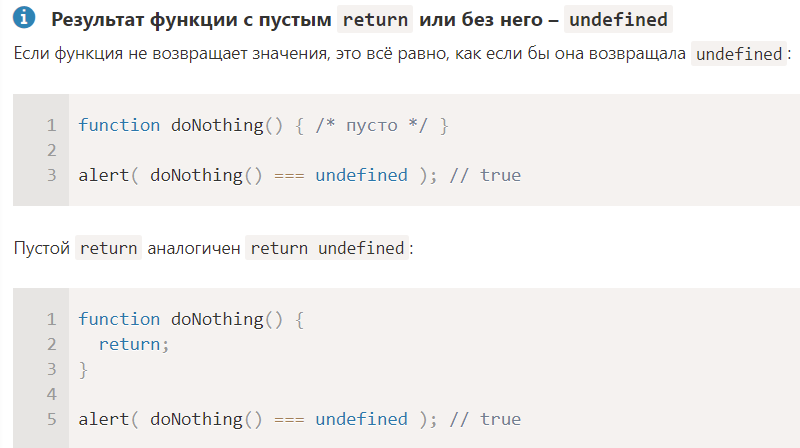 Результат функции с пустым return или без него – undefined
Если функция не возвращает значения, это всё равно, как если бы она возвращала undefined:
1 function doNothing() { /* пусто */ }
2
3 alert( doNothing() === undefined ); // true
Пустой return аналогичен return undefined:
1 function doNothing() {
2   return;
3 }
4
5 alert( doNothing() === undefined ); // true